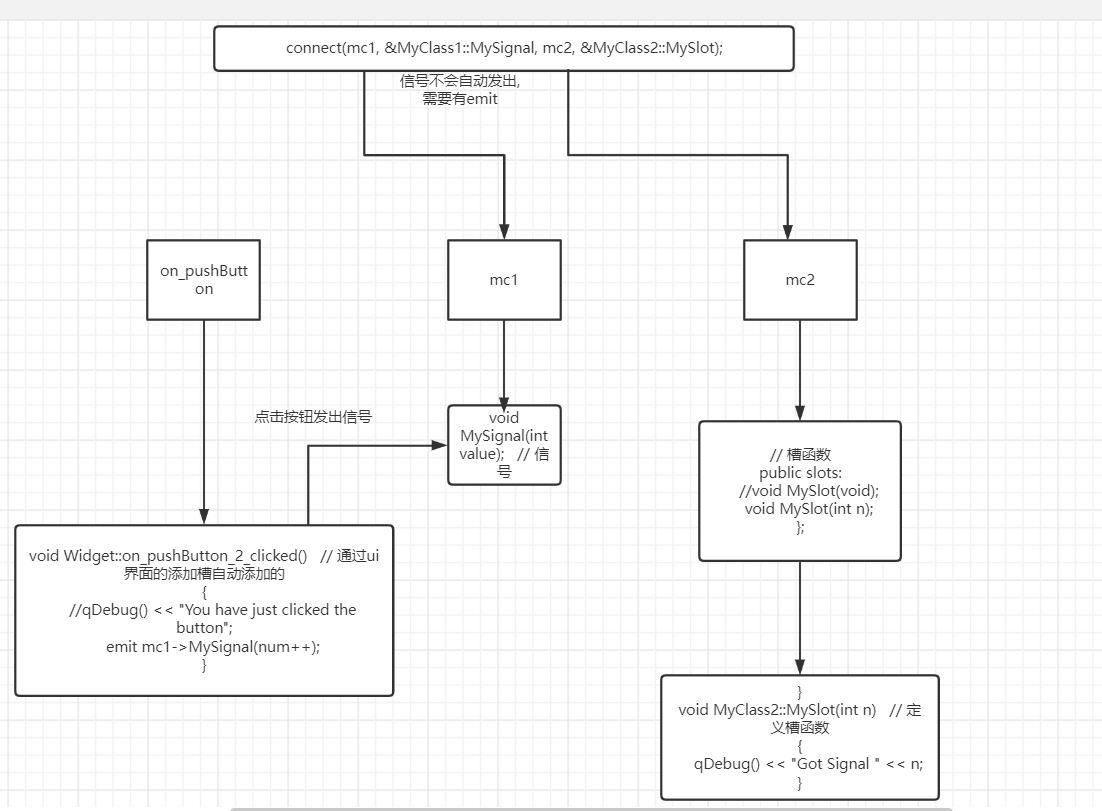 connect(mc1, &MyClass1::MySignal, mc2, &MyClass2::MySlot);
信号不会自动发出,
需要有emit
on_pushButt
on
mc1
mc2
点击按钮发出信号
void
MySignal(int
value);   // 信
号
// 槽函数
public slots:
//void MySlot(void);
void MySlot(int n);
};
void Widget::on_pushButton_2_clicked()   // 通过ui
界面的添加槽自动添加的
{
//qDebug() << "You have just clicked the
button";
emit mc1->MySignal(num++);
}
}
void MyClass2::MySlot(int n)   // 定
义槽函数
{
qDebug() << "Got Signal " << n;
}